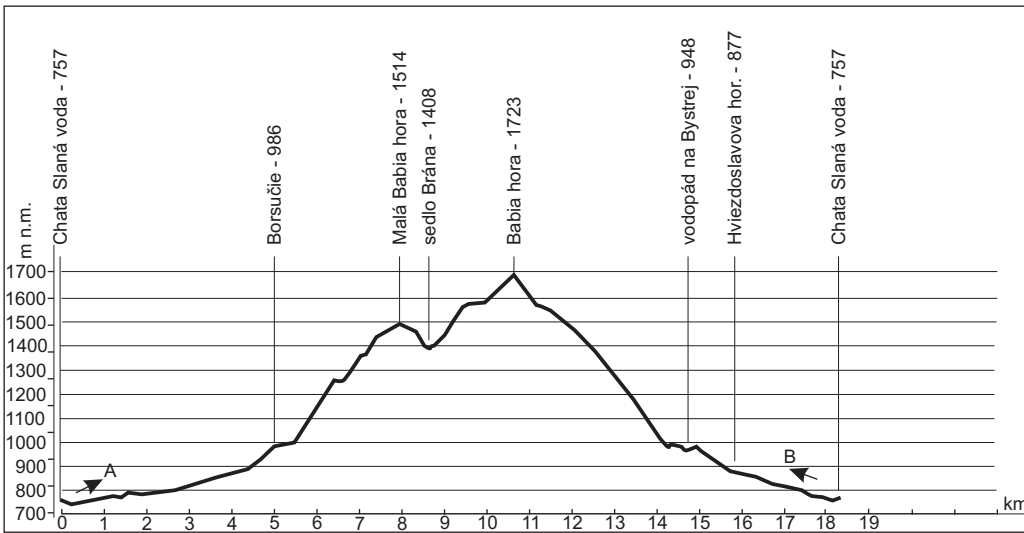 Chata Slaná voda - 757
Borsučie - 986
Malá Babia hora - 1514
sedlo Brána - 1408
Babia hora - 1723
vodopád na Bystrej - 948
Hviezdoslavova hor. - 877
Chata Slaná voda - 757
m n.m.
1700
1600
1500
1400
1300
1200
1100
1000
900
800
700
A
B
0 1 2 3 4 5 6 7 8 9 10 11 12 13 14 15 16 17 18 19
km